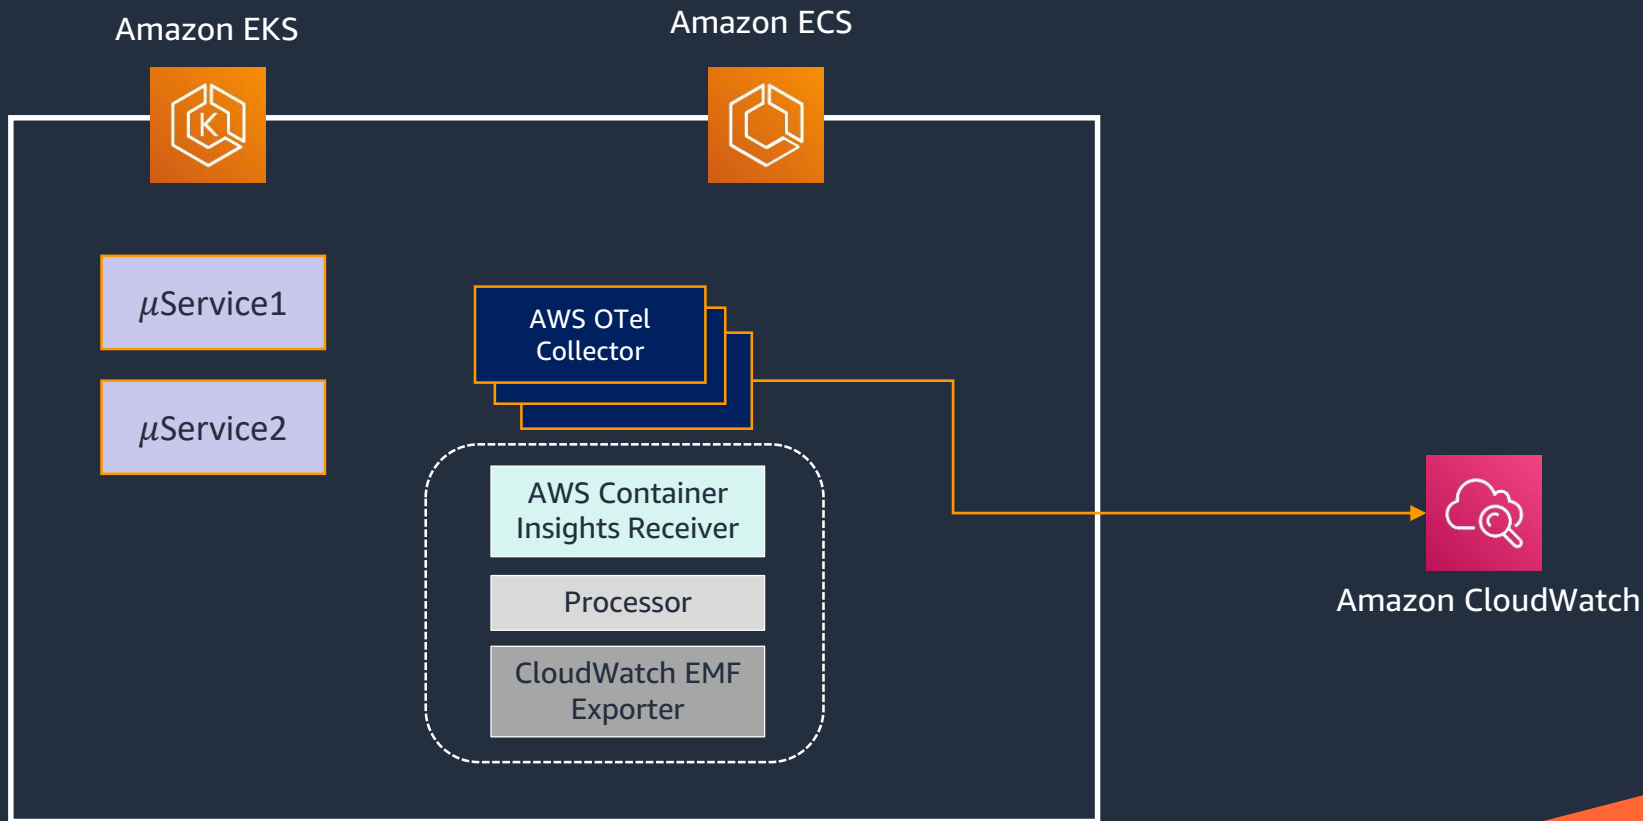 Amazon EKS
Amazon ECS
K
μService1
μService2
AWS OTel
Collector
AWS Container
Insights Receiver
Processor
CloudWatch EMF
Exporter
Amazon CloudWatch